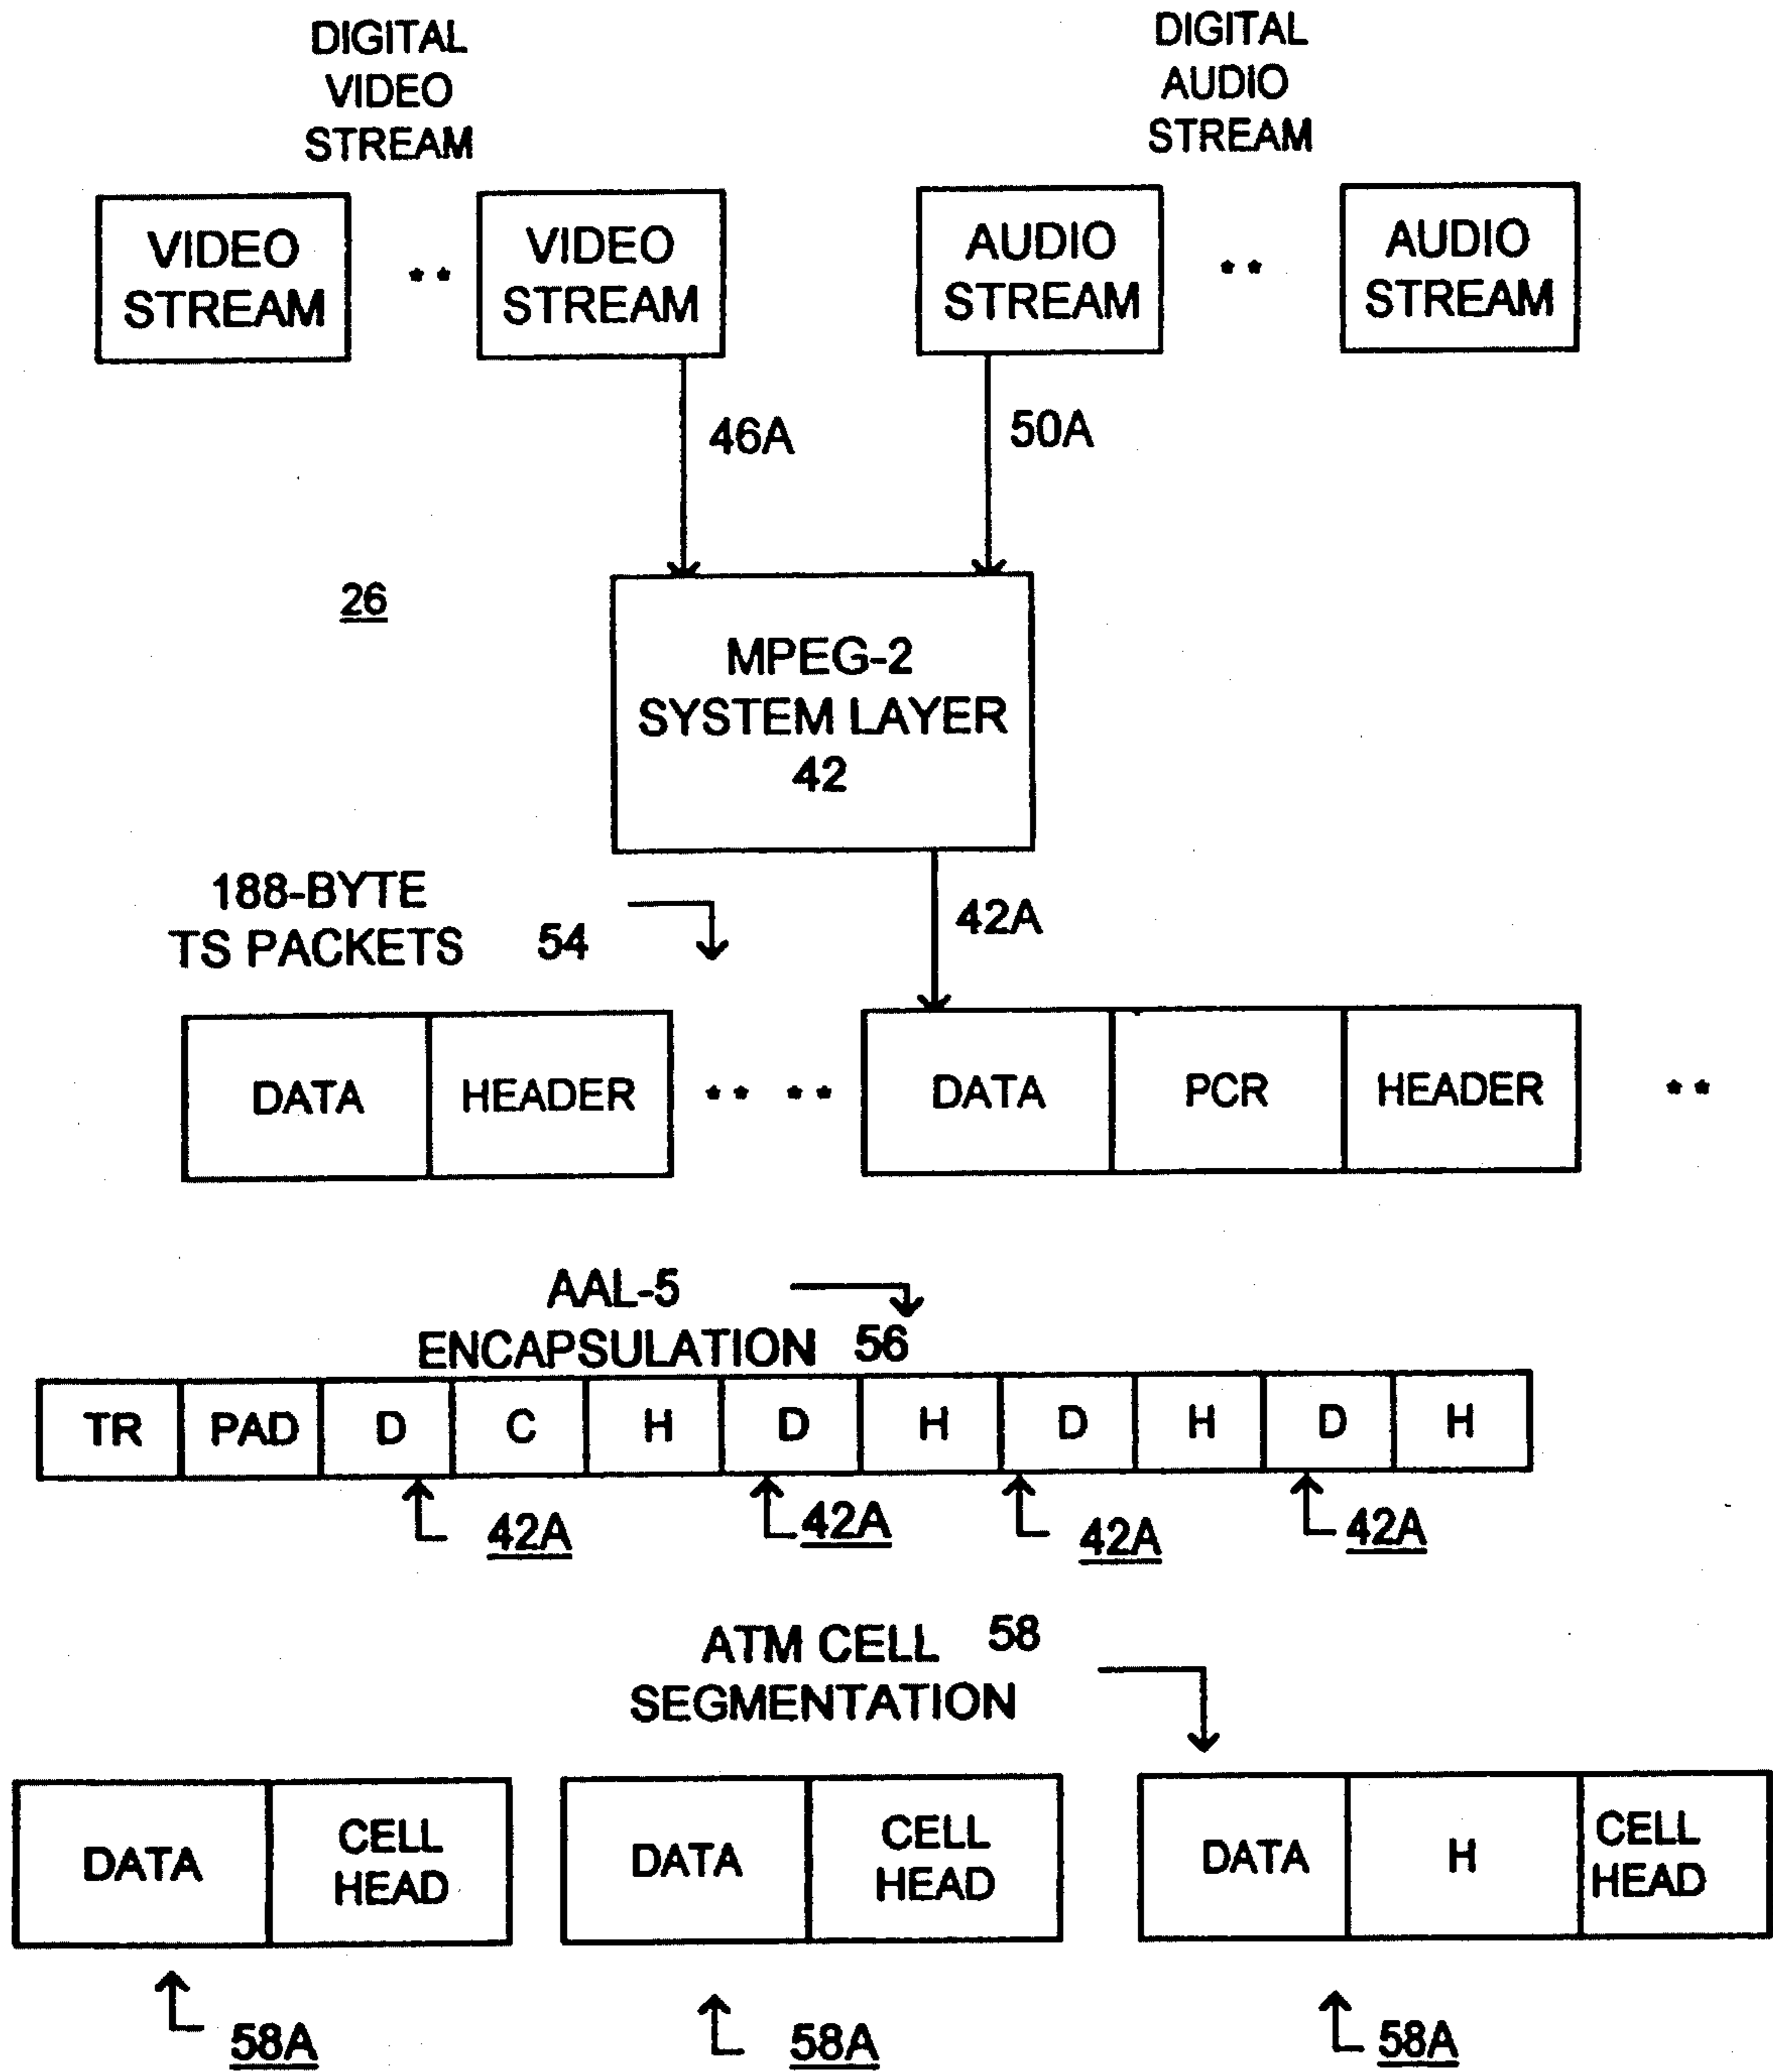 DIGITAL
VIDEO
STREAM
DIGITAL
AUDIO
STREAM
VIDEO
STREAM
**
VIDEO
STREAM
AUDIO
STREAM
**
AUDIO
STREAM
46A
50A
26
MPEG-2
SYSTEM LAYER
42
188-BYTE
TS PACKETS 54
42A
DATA HEADER ** ** DATA PCR HEADER **
AAL-5
ENCAPSULATION 56
TR PAD D C H D H D H D H
42A 42A 42A 42A
ATM CELL 58
SEGMENTATION
DATA
CELL
HEAD
DATA
CELL
HEAD
DATA
H
CELL
HEAD
58A 58A 58A